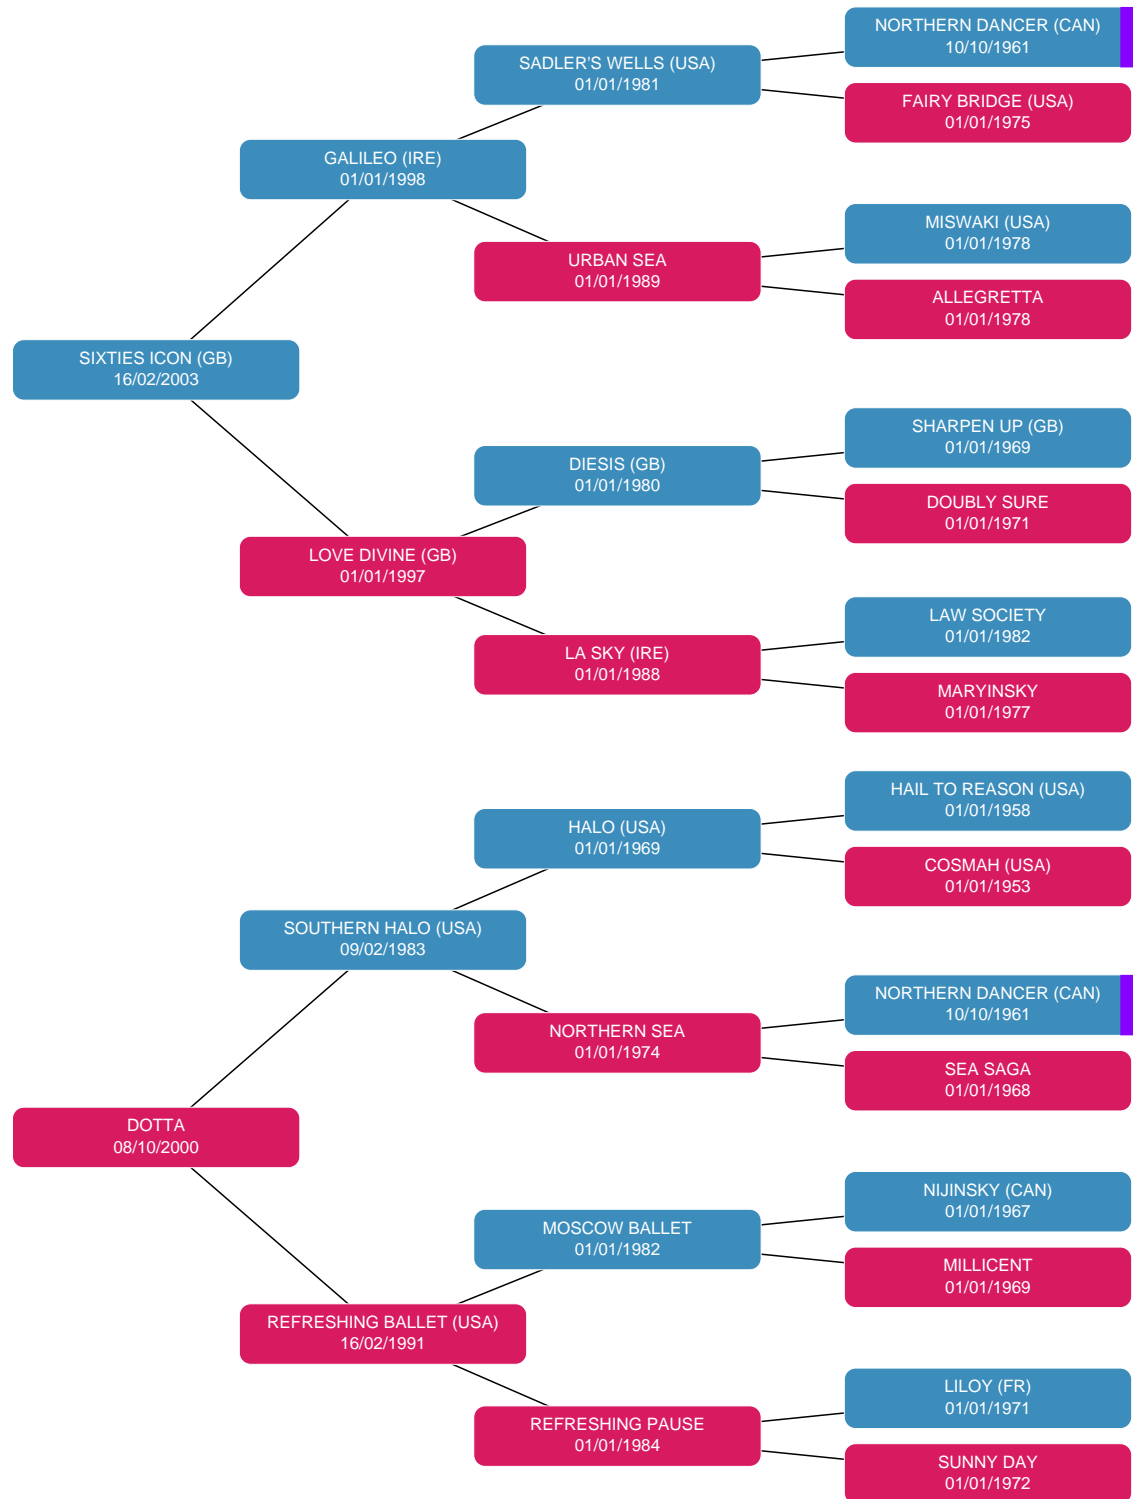 NORTHERN DANCER (CAN)
10/10/1961
SADLER'S WELLS (USA)
01/01/1981
FAIRY BRIDGE (USA)
01/01/1975
GALILEO (IRE)
01/01/1998
MISWAKI (USA)
01/01/1978
URBAN SEA
01/01/1989
ALLEGRETTA
01/01/1978
SIXTIES ICON (GB)
16/02/2003
SHARPEN UP (GB)
01/01/1969
DIESIS (GB)
01/01/1980
DOUBLY SURE
01/01/1971
LOVE DIVINE (GB)
01/01/1997
LAW SOCIETY
01/01/1982
LA SKY (IRE)
01/01/1988
MARYINSKY
01/01/1977
HAIL TO REASON (USA)
01/01/1958
HALO (USA)
01/01/1969
COSMAH (USA)
01/01/1953
SOUTHERN HALO (USA)
09/02/1983
NORTHERN DANCER (CAN)
10/10/1961
NORTHERN SEA
01/01/1974
SEA SAGA
01/01/1968
DOTTA
08/10/2000
NIJINSKY (CAN)
01/01/1967
MOSCOW BALLET
01/01/1982
MILLICENT
01/01/1969
REFRESHING BALLET (USA)
16/02/1991
LILOY (FR)
01/01/1971
REFRESHING PAUSE
01/01/1984
SUNNY DAY
01/01/1972